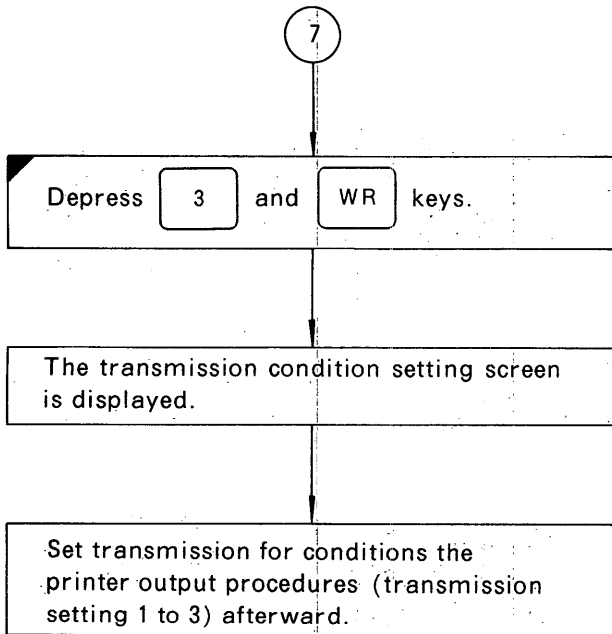 7
Depress 3 and WR keys.
The transmission condition setting screen
is displayed.
Set transmission for conditions the
printer output procedures (transmission
setting 1 to 3) afterward.